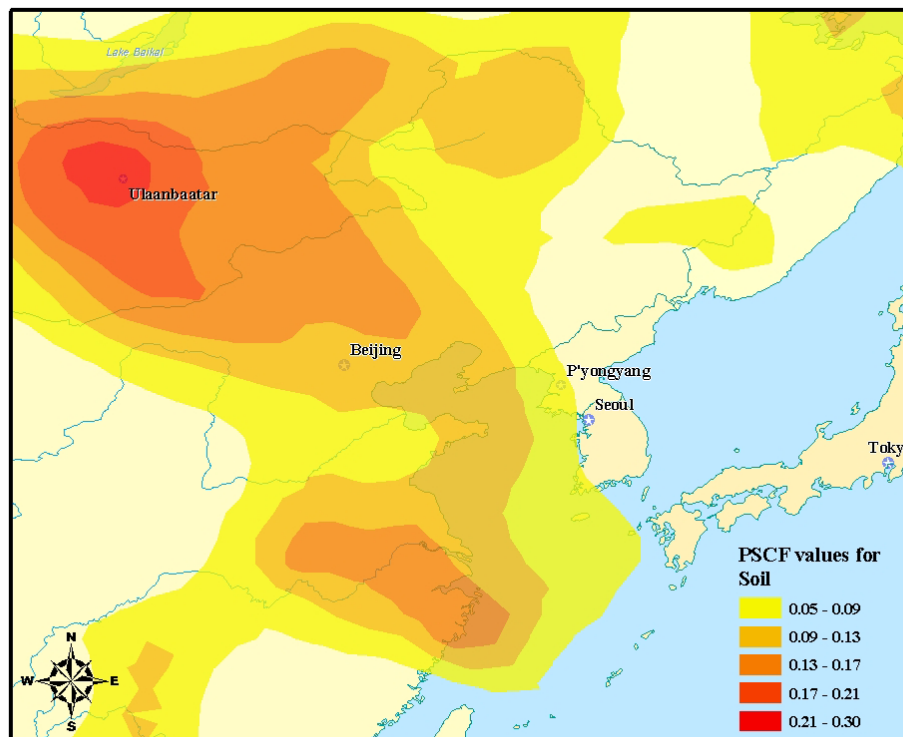 Lake Baikal
Ulaanbaatar
Beijing
P'yongyang
Seoul
Toky
N
W E
S
PSCF values for
Soil
0.05 - 0.09
0.09 - 0.13
0.13 - 0.17
0.17 - 0.21
0.21 - 0.30